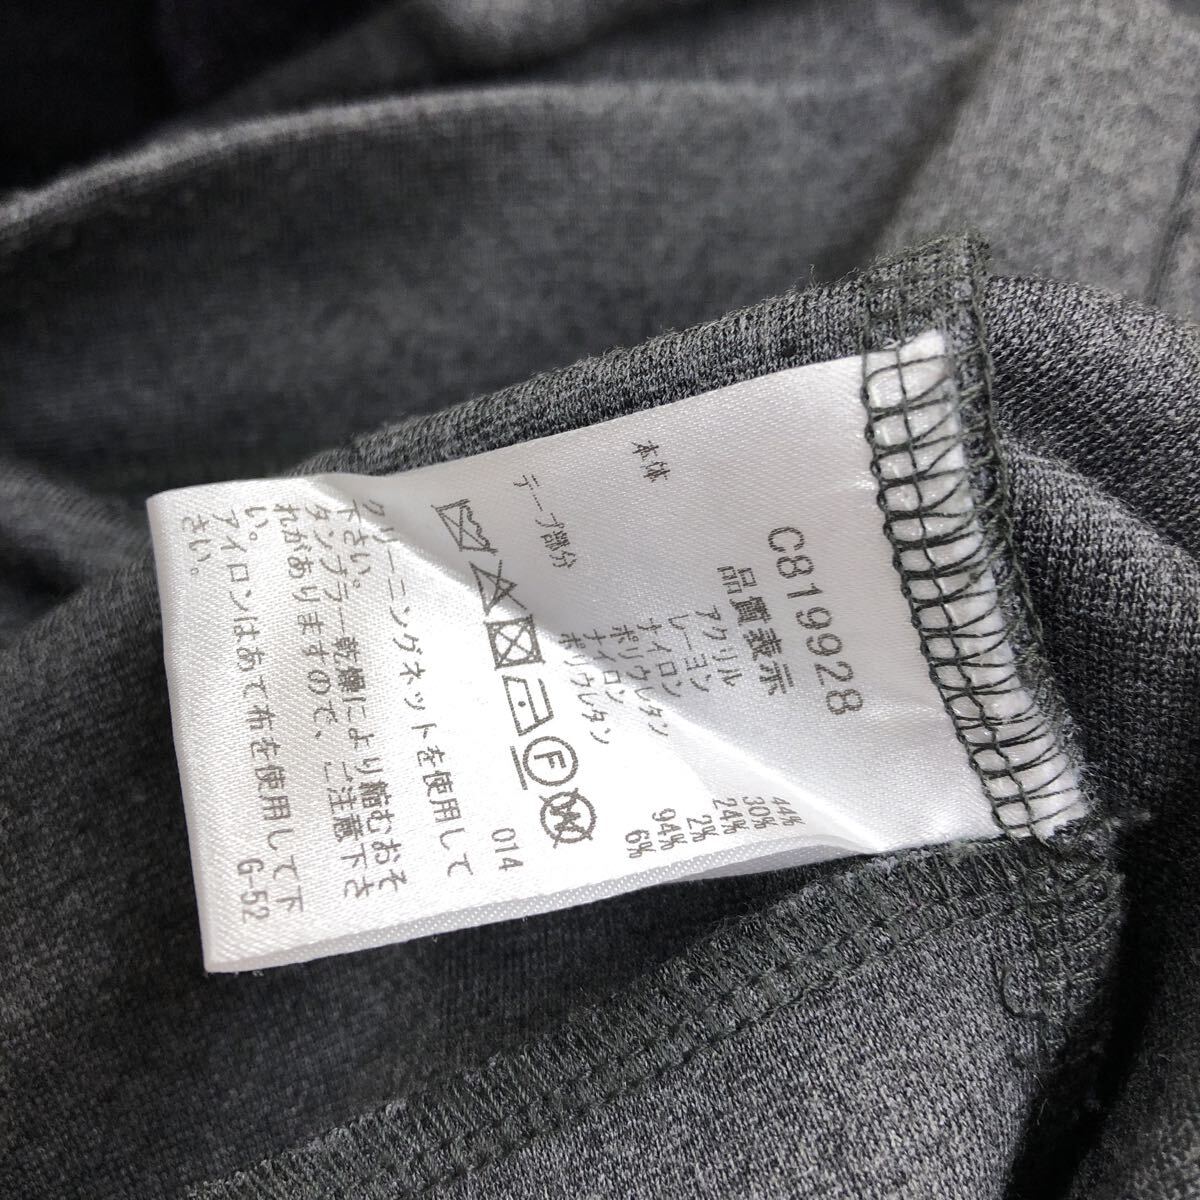 C819928
品質表示
本体
アクリル 44%
レーヨン 30%
ナイロン 24%
ポリウレタン 2%
テープ部分
ナイロン 94%
ポリウレタン 6%
F
W
014
クリーニングネットを使用して
下さい。
タンブラー乾燥により縮むおそ
れがありますので、ご注意下さ
い。
アイロンはあて布を使用して下
さい。
G-52